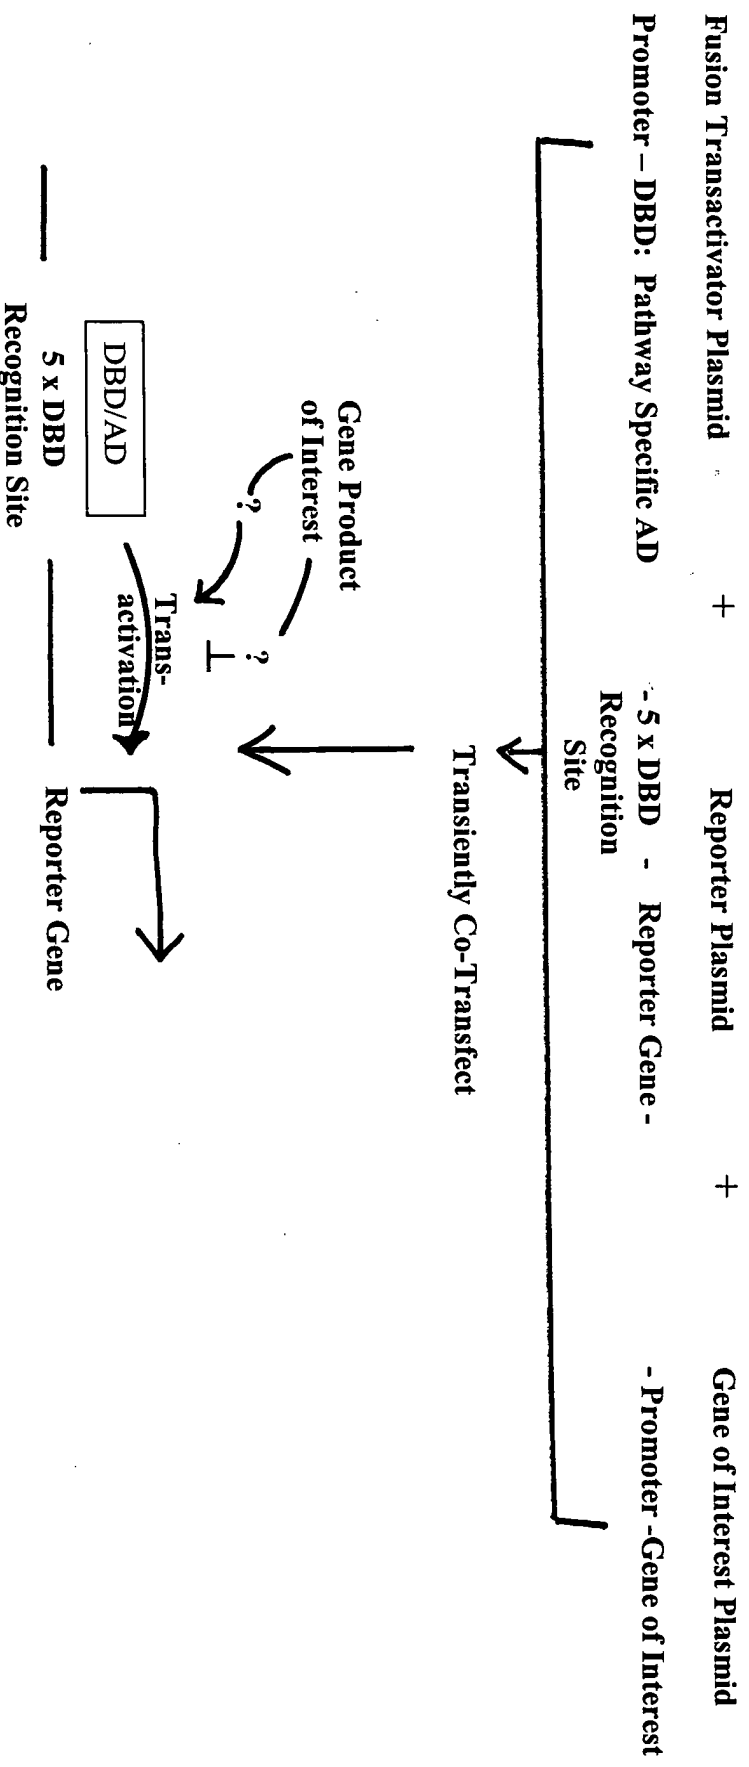 Fusion Transactivator Plasmid + Reporter Plasmid + Gene of Interest Plasmid
Promoter – DBD: Pathway Specific AD - 5 x DBD - Reporter Gene - - Promoter -Gene of Interest
Recognition
Site
Transiently Co-Transfect
Gene Product
of Interest
? ?
Trans-
activation
DBD/AD
5 x DBD Reporter Gene
Recognition Site